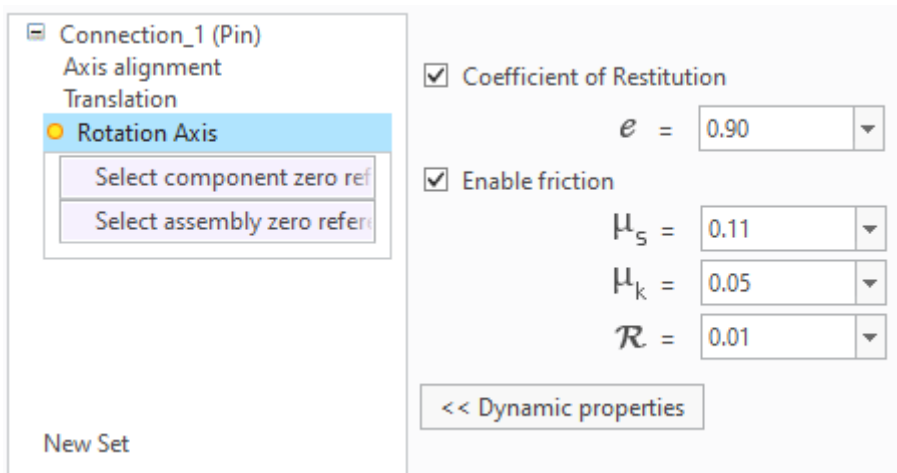 Connection_1 (Pin)
Axis alignment
Translation
Rotation Axis
Select component zero ref
Select assembly zero refer
New Set
Coefficient of Restitution
e = 0.90
Enable friction
μs = 0.11
μk = 0.05
R = 0.01
<< Dynamic properties